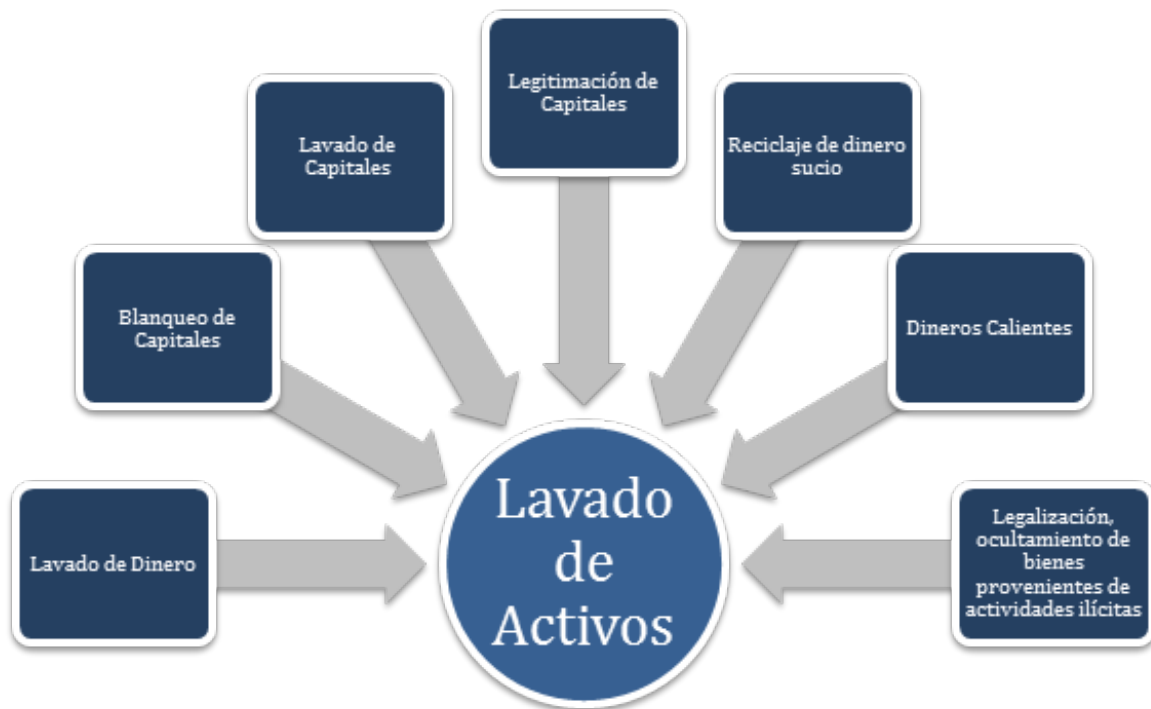 Legitimación de
Capitales
Lavado de
Capitales
Reciclaje de dinero
sucio
Blanqueo de
Capitales
Dineros Calientes
Lavado de Dinero
Lavado
de
Activos
Legalización,
ocultamiento de
bienes
provenientes de
actividades ilícitas